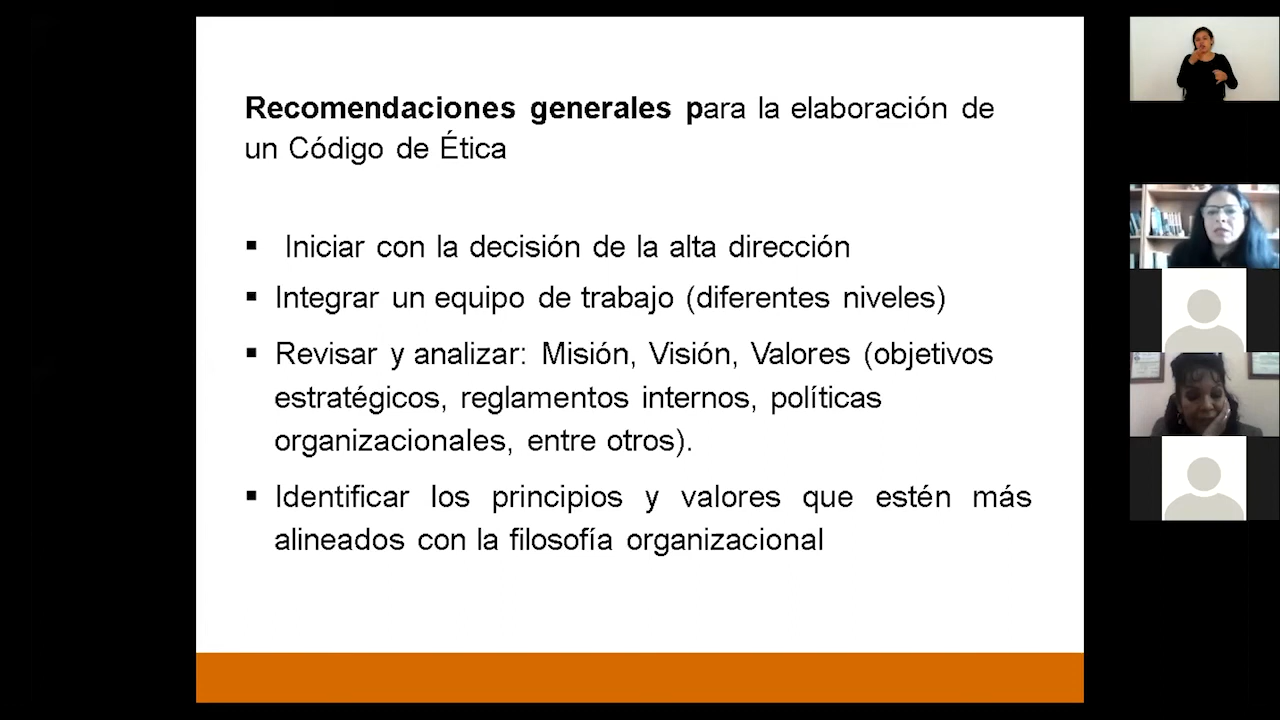 Recomendaciones generales para la elaboración de
un Código de Ética
▪ Iniciar con la decisión de la alta dirección
▪ Integrar un equipo de trabajo (diferentes niveles)
▪ Revisar y analizar: Misión, Visión, Valores (objetivos
estratégicos, reglamentos internos, políticas
organizacionales, entre otros).
▪ Identificar los principios y valores que estén más
alineados con la filosofía organizacional